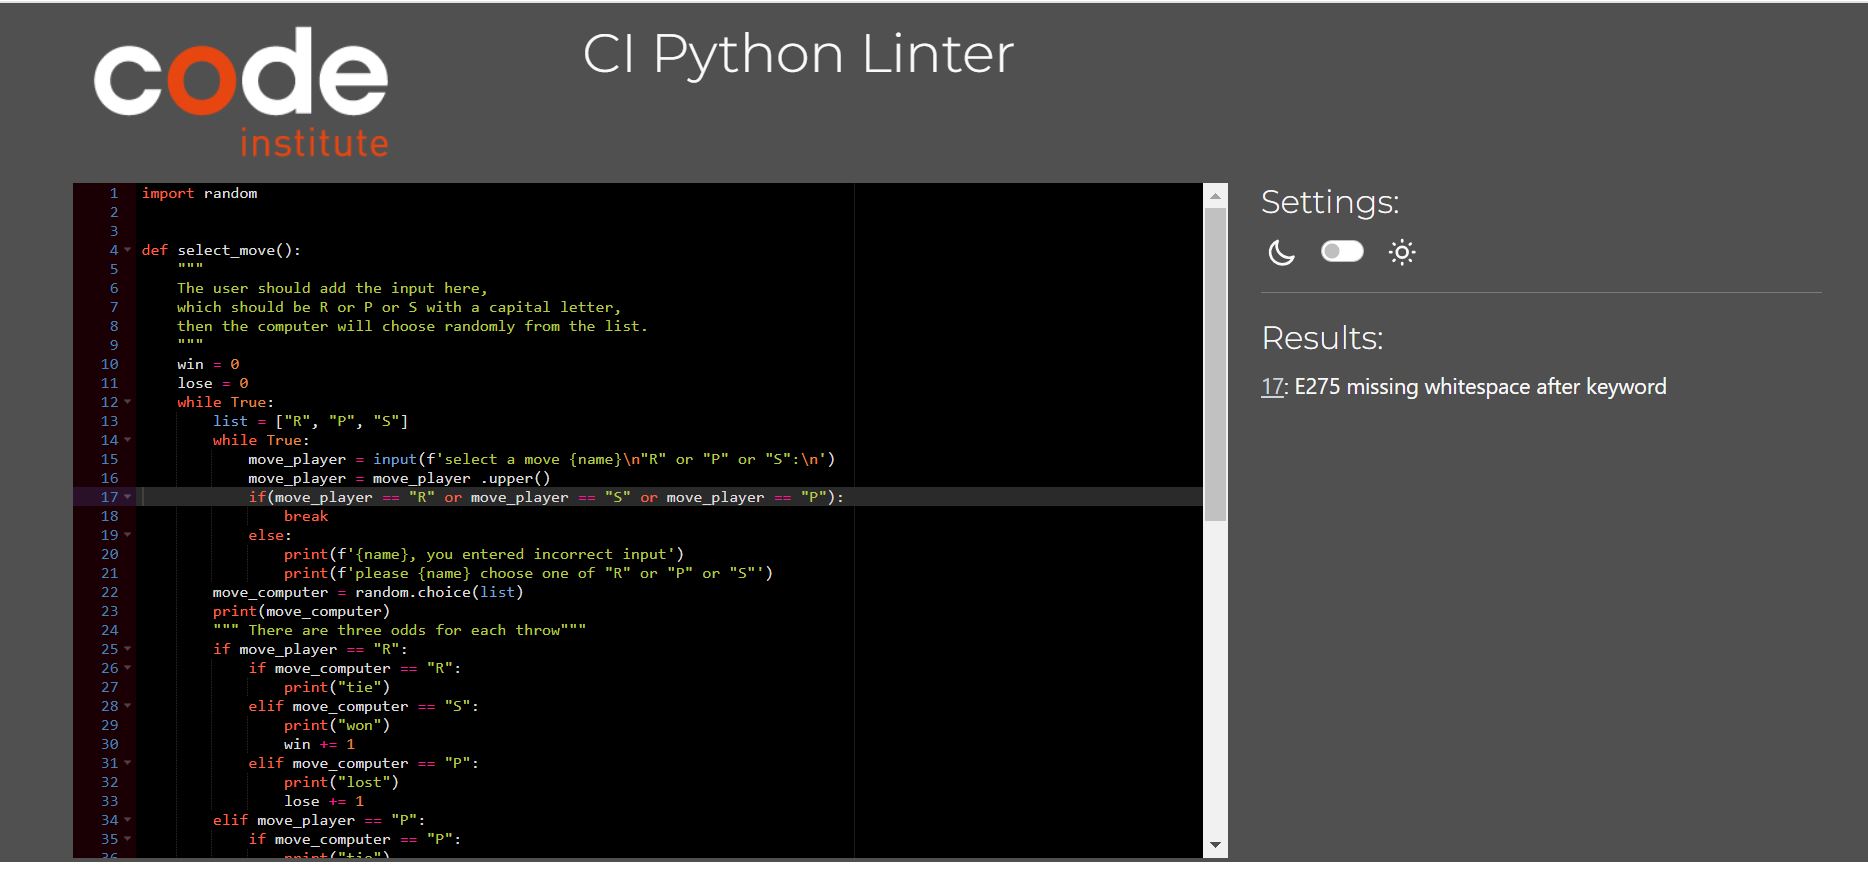 code
institute
CI Python Linter
1 import random
2
3
4 def select_move():
5     """
6     The user should add the input here,
7     which should be R or P or S with a capital letter,
8     then the computer will choose randomly from the list.
9     """
10     win = 0
11     lose = 0
12     while True:
13         list = ["R", "P", "S"]
14         while True:
15             move_player = input(f'select a move {name}\n"R" or "P" or "S":\n')
16             move_player = move_player .upper()
17             if(move_player == "R" or move_player == "S" or move_player == "P"):
18                 break
19             else:
20                 print(f'{name}, you entered incorrect input')
21                 print(f'please {name} choose one of "R" or "P" or "S"')
22         move_computer = random.choice(list)
23         print(move_computer)
24         """ There are three odds for each throw"""
25         if move_player == "R":
26             if move_computer == "R":
27                 print("tie")
28             elif move_computer == "S":
29                 print("won")
30                 win += 1
31             elif move_computer == "P":
32                 print("lost")
33                 lose += 1
34         elif move_player == "P":
35             if move_computer == "P":
36                 print("tie")
Settings:
Results:
17: E275 missing whitespace after keyword